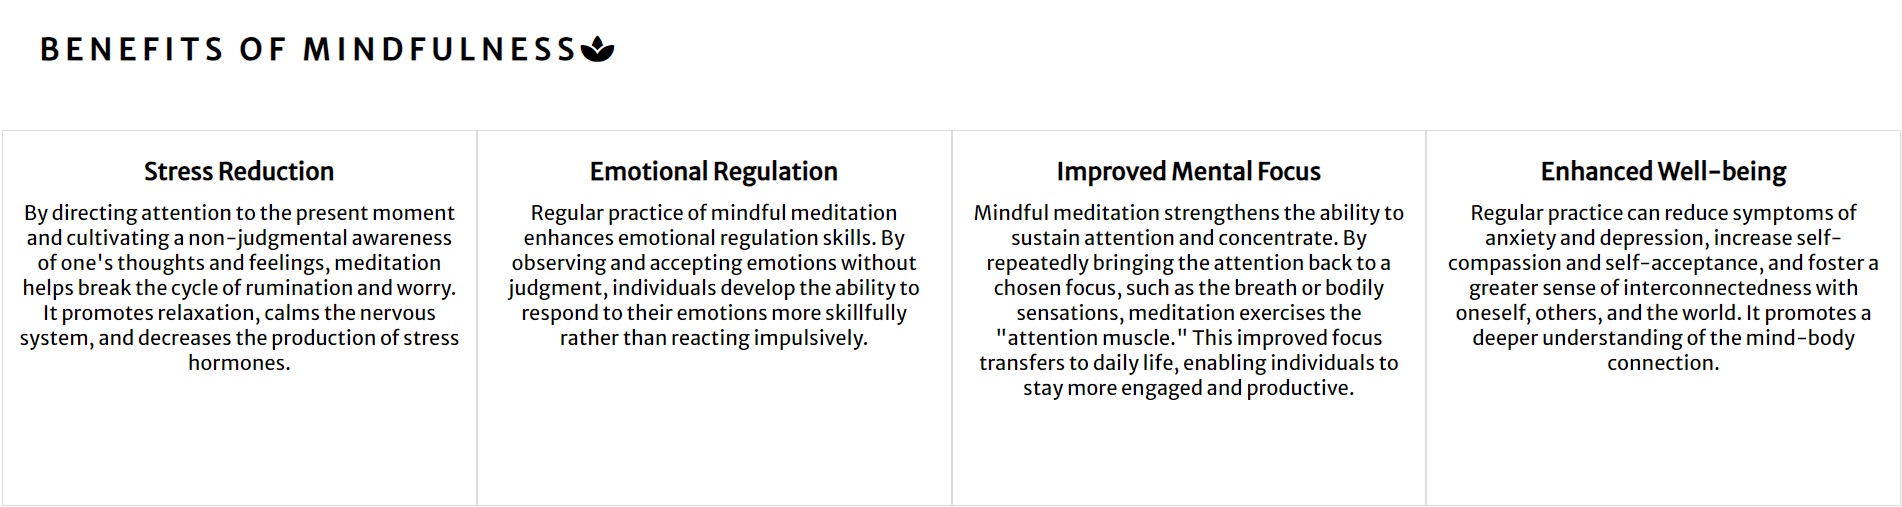 BENEFITS OF MINDFULNESS
Stress Reduction
By directing attention to the present moment
and cultivating a non-judgmental awareness
of one's thoughts and feelings, meditation
helps break the cycle of rumination and worry.
It promotes relaxation, calms the nervous
system, and decreases the production of stress
hormones.
Emotional Regulation
Regular practice of mindful meditation
enhances emotional regulation skills. By
observing and accepting emotions without
judgment, individuals develop the ability to
respond to their emotions more skillfully
rather than reacting impulsively.
Improved Mental Focus
Mindful meditation strengthens the ability to
sustain attention and concentrate. By
repeatedly bringing the attention back to a
chosen focus, such as the breath or bodily
sensations, meditation exercises the
"attention muscle." This improved focus
transfers to daily life, enabling individuals to
stay more engaged and productive.
Enhanced Well-being
Regular practice can reduce symptoms of
anxiety and depression, increase self-
compassion and self-acceptance, and foster a
greater sense of interconnectedness with
oneself, others, and the world. It promotes a
deeper understanding of the mind-body
connection.